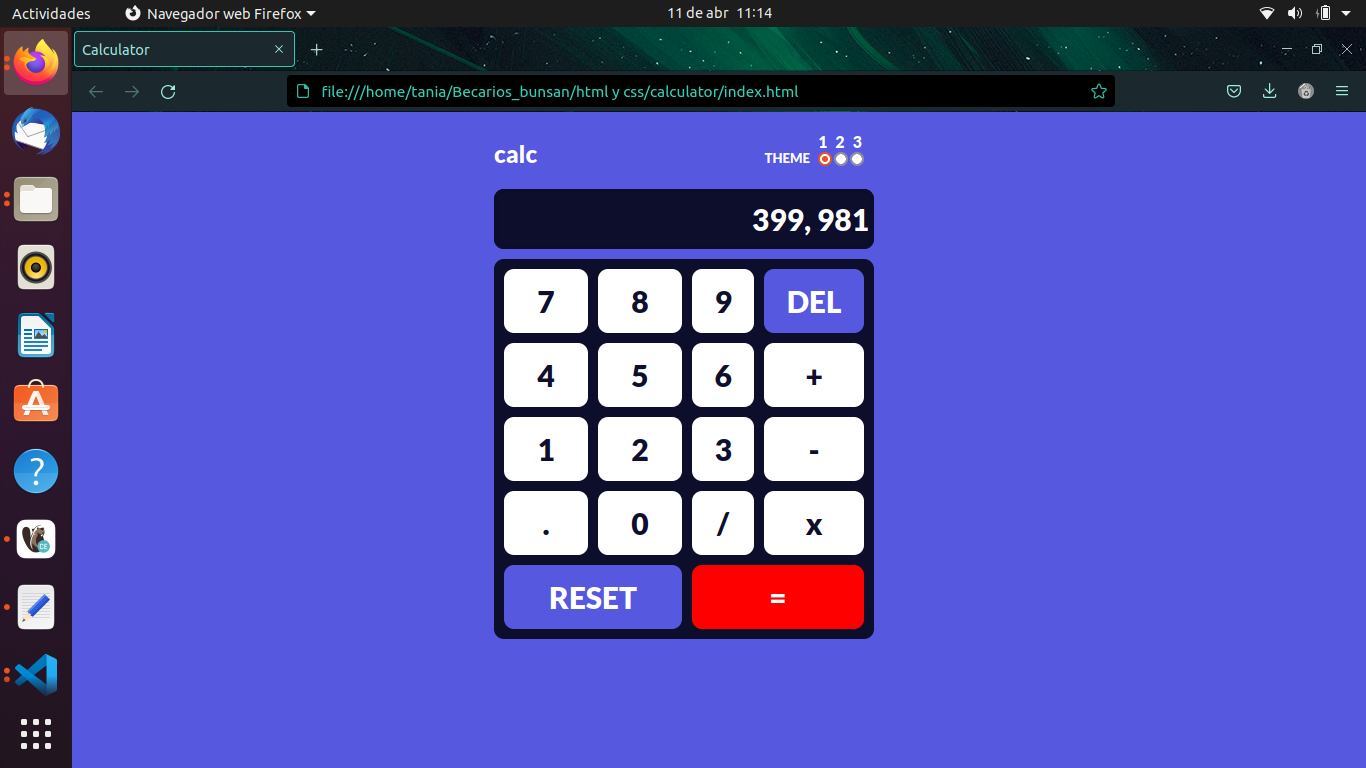 Actividades Navegador web Firefox 11 de abr 11:14
Calculator
file:///home/tania/Becarios_bunsan/html y css/calculator/index.html
calc
1 2 3
THEME
399, 981
7 8 9 DEL
4 5 6 +
1 2 3 -
. 0 / x
RESET =